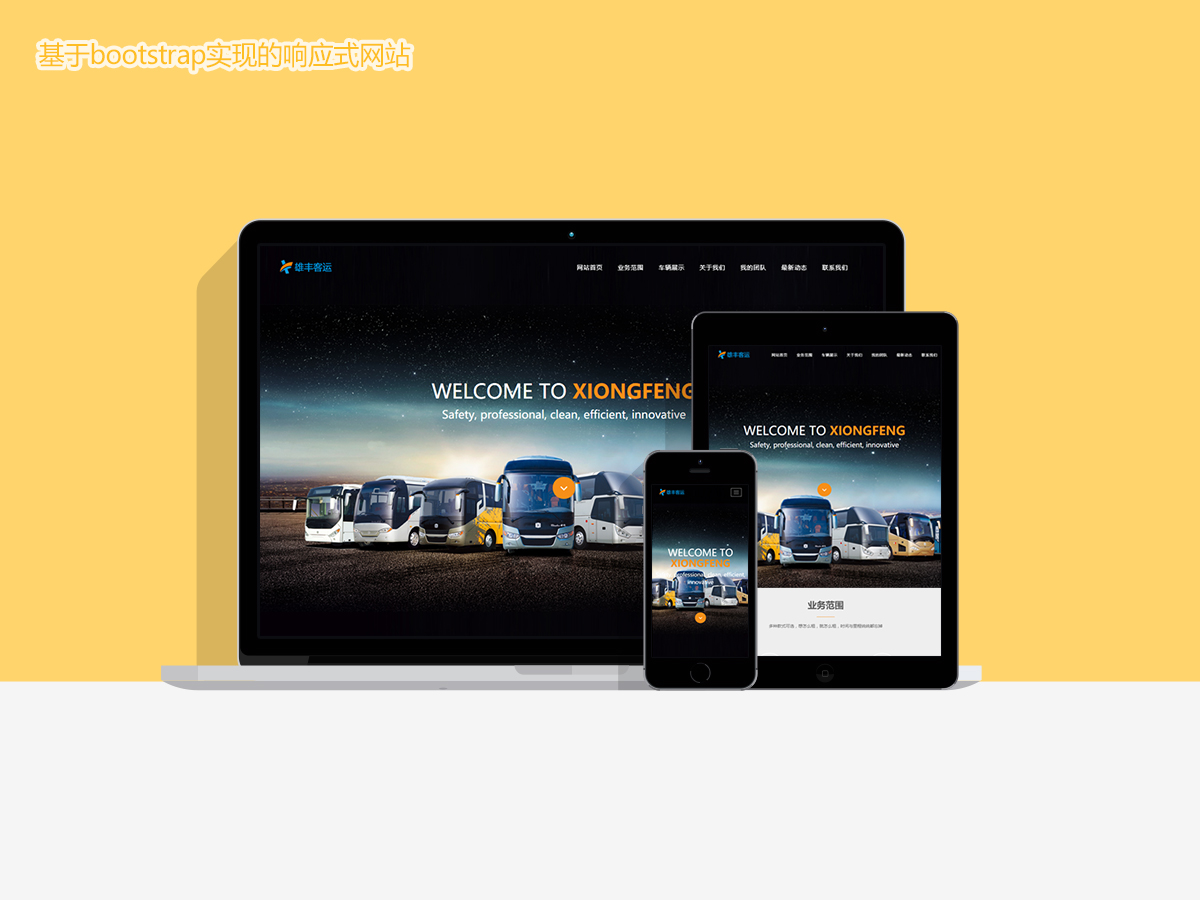 基于bootstrap实现的响应式网站
雄丰客运
网站首页 业务范围 车辆展示 关于我们 我的团队 最新动态 联系我们
WELCOME TO XIONGFENG
Safety, professional, clean, efficient, innovative
雄丰客运
网站首页 业务范围 车辆展示 关于我们 我的团队 最新动态 联系我们
WELCOME TO XIONGFENG
Safety, professional, clean, efficient, innovative
业务范围
雄丰客运
WELCOME TO
XIONGFENG
professional, clean, efficient,
innovative